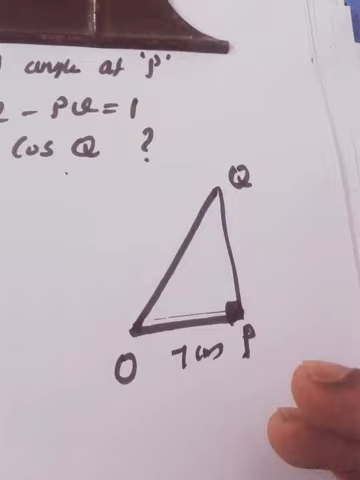 angle at 'P'
- PQ = 1
Cos Q ?
Q
O 7 cm P